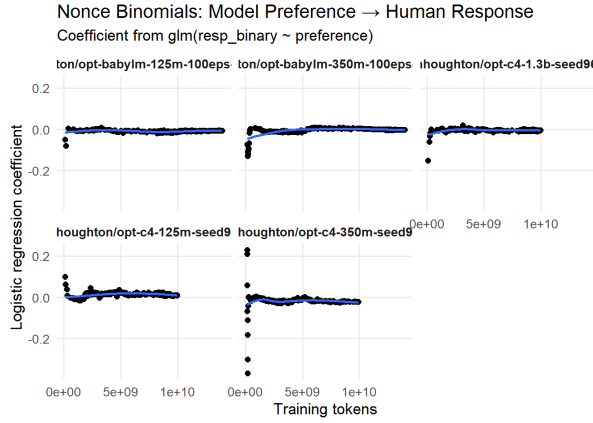 Nonce Binomials: Model Preference → Human Response
Coefficient from glm(resp_binary ~ preference)
ton/opt-babylm-125m-100eps- ton/opt-babylm-350m-100eps houghton/opt-c4-1.3b-seed96
0.2
0.0
-0.2
0e+00 5e+09 1e+10
houghton/opt-c4-125m-seed9 houghton/opt-c4-350m-seed9
0.2
0.0
-0.2
0e+00 5e+09 1e+10 0e+00 5e+09 1e+10
Training tokens
Logistic regression coefficient